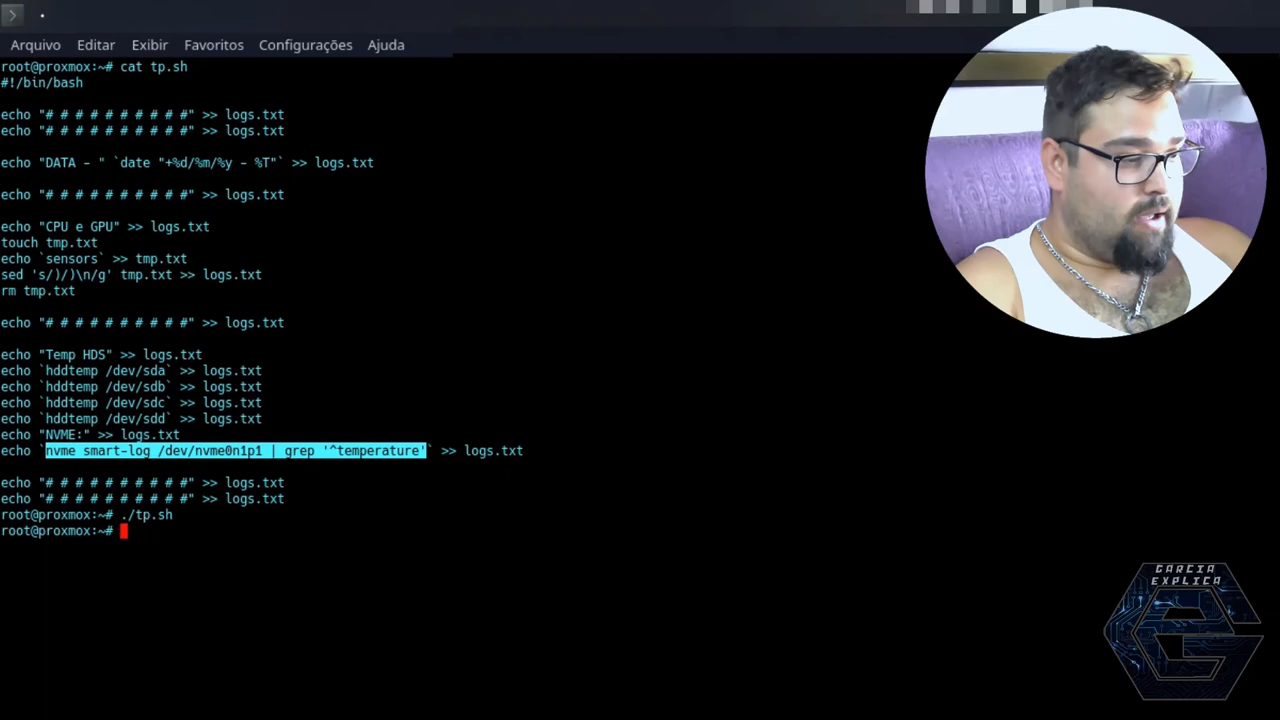 Arquivo Editar Exibir Favoritos Configurações Ajuda
root@proxmox:~# cat tp.sh
#!/bin/bash
echo "# # # # # # # # # #" >> logs.txt
echo "# # # # # # # # # #" >> logs.txt
echo "DATA - " `date "+%d/%m/%y - %T"` >> logs.txt
echo "# # # # # # # # # #" >> logs.txt
echo "CPU e GPU" >> logs.txt
touch tmp.txt
echo `sensors` >> tmp.txt
sed 's/)/)\n/g' tmp.txt >> logs.txt
rm tmp.txt
echo "# # # # # # # # # #" >> logs.txt
echo "Temp HDS" >> logs.txt
echo `hddtemp /dev/sda` >> logs.txt
echo `hddtemp /dev/sdb` >> logs.txt
echo `hddtemp /dev/sdc` >> logs.txt
echo `hddtemp /dev/sdd` >> logs.txt
echo "NVME:" >> logs.txt
echo `nvme smart-log /dev/nvme0n1p1 | grep '^temperature'` >> logs.txt
echo "# # # # # # # # # #" >> logs.txt
echo "# # # # # # # # # #" >> logs.txt
root@proxmox:~# ./tp.sh
root@proxmox:~#
GARCIA
EXPLICA